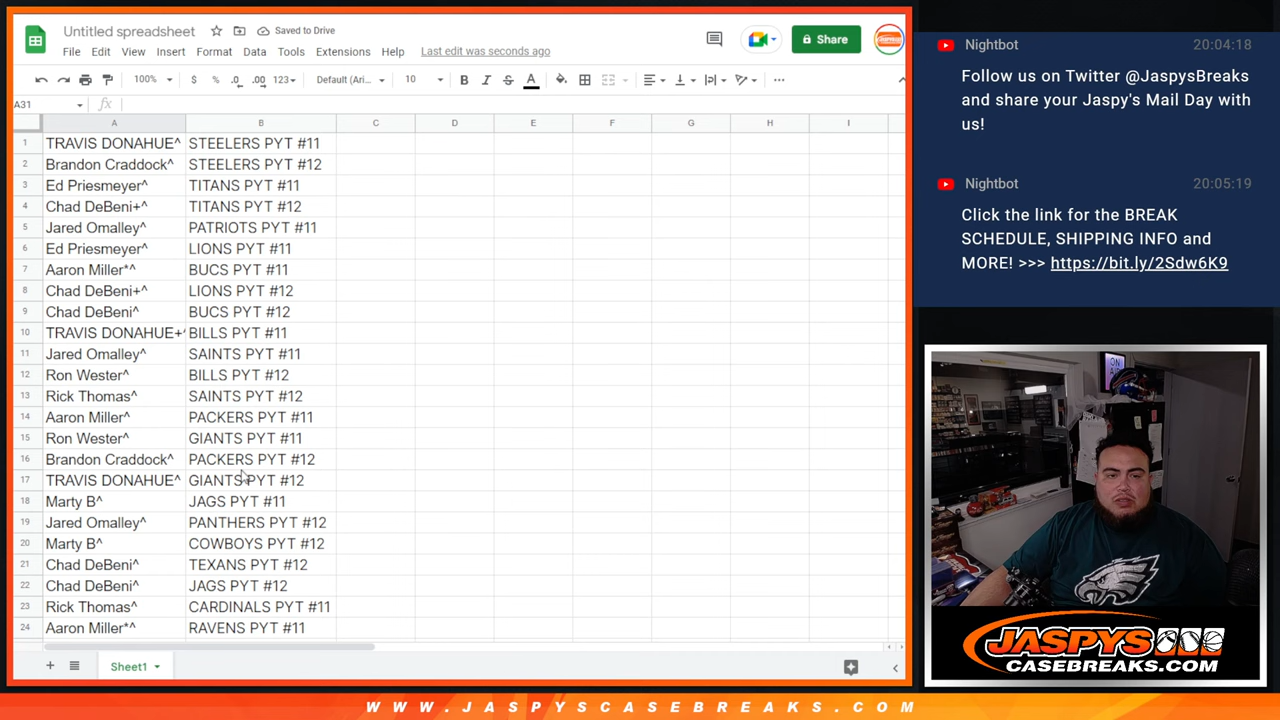 Untitled spreadsheet
Saved to Drive
File Edit View Insert Format Data Tools Extensions Help Last edit was seconds ago
Share
100% $ % .0 .00 123 Default (Ari... 10 B I S A
A31 fx
A B C D E F G H I
1 TRAVIS DONAHUE^ STEELERS PYT #11
2 Brandon Craddock^ STEELERS PYT #12
3 Ed Priesmeyer^ TITANS PYT #11
4 Chad DeBeni+^ TITANS PYT #12
5 Jared Omalley^ PATRIOTS PYT #11
6 Ed Priesmeyer^ LIONS PYT #11
7 Aaron Miller*^ BUCS PYT #11
8 Chad DeBeni+^ LIONS PYT #12
9 Chad DeBeni^ BUCS PYT #12
10 TRAVIS DONAHUE+^ BILLS PYT #11
11 Jared Omalley^ SAINTS PYT #11
12 Ron Wester^ BILLS PYT #12
13 Rick Thomas^ SAINTS PYT #12
14 Aaron Miller^ PACKERS PYT #11
15 Ron Wester^ GIANTS PYT #11
16 Brandon Craddock^ PACKERS PYT #12
17 TRAVIS DONAHUE^ GIANTS PYT #12
18 Marty B^ JAGS PYT #11
19 Jared Omalley^ PANTHERS PYT #12
20 Marty B^ COWBOYS PYT #12
21 Chad DeBeni^ TEXANS PYT #12
22 Chad DeBeni^ JAGS PYT #12
23 Rick Thomas^ CARDINALS PYT #11
24 Aaron Miller*^ RAVENS PYT #11
Sheet1
Nightbot 20:04:18
Follow us on Twitter @JaspysBreaks
and share your Jaspy's Mail Day with
us!
Nightbot 20:05:19
Click the link for the BREAK
SCHEDULE, SHIPPING INFO and
MORE! >>> https://bit.ly/2Sdw6K9
ON AIR
JASPYS
CASEBREAKS.COM
WWW.JASPYSCASEBREAKS.COM